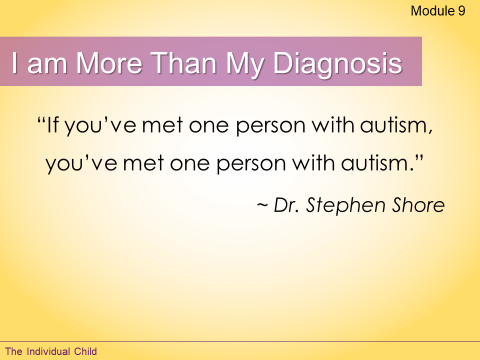 Module 9
I am More Than My Diagnosis
“If you’ve met one person with autism,
you’ve met one person with autism.”
~ Dr. Stephen Shore
The Individual Child